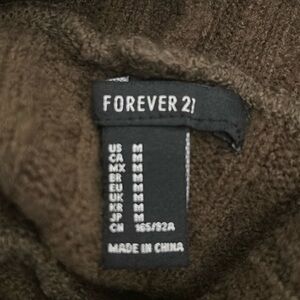 FOREVER 21
US M
CA M
MX M
BR M
EU M
UK M
KR M
JP M
CN 165/92A
MADE IN CHINA